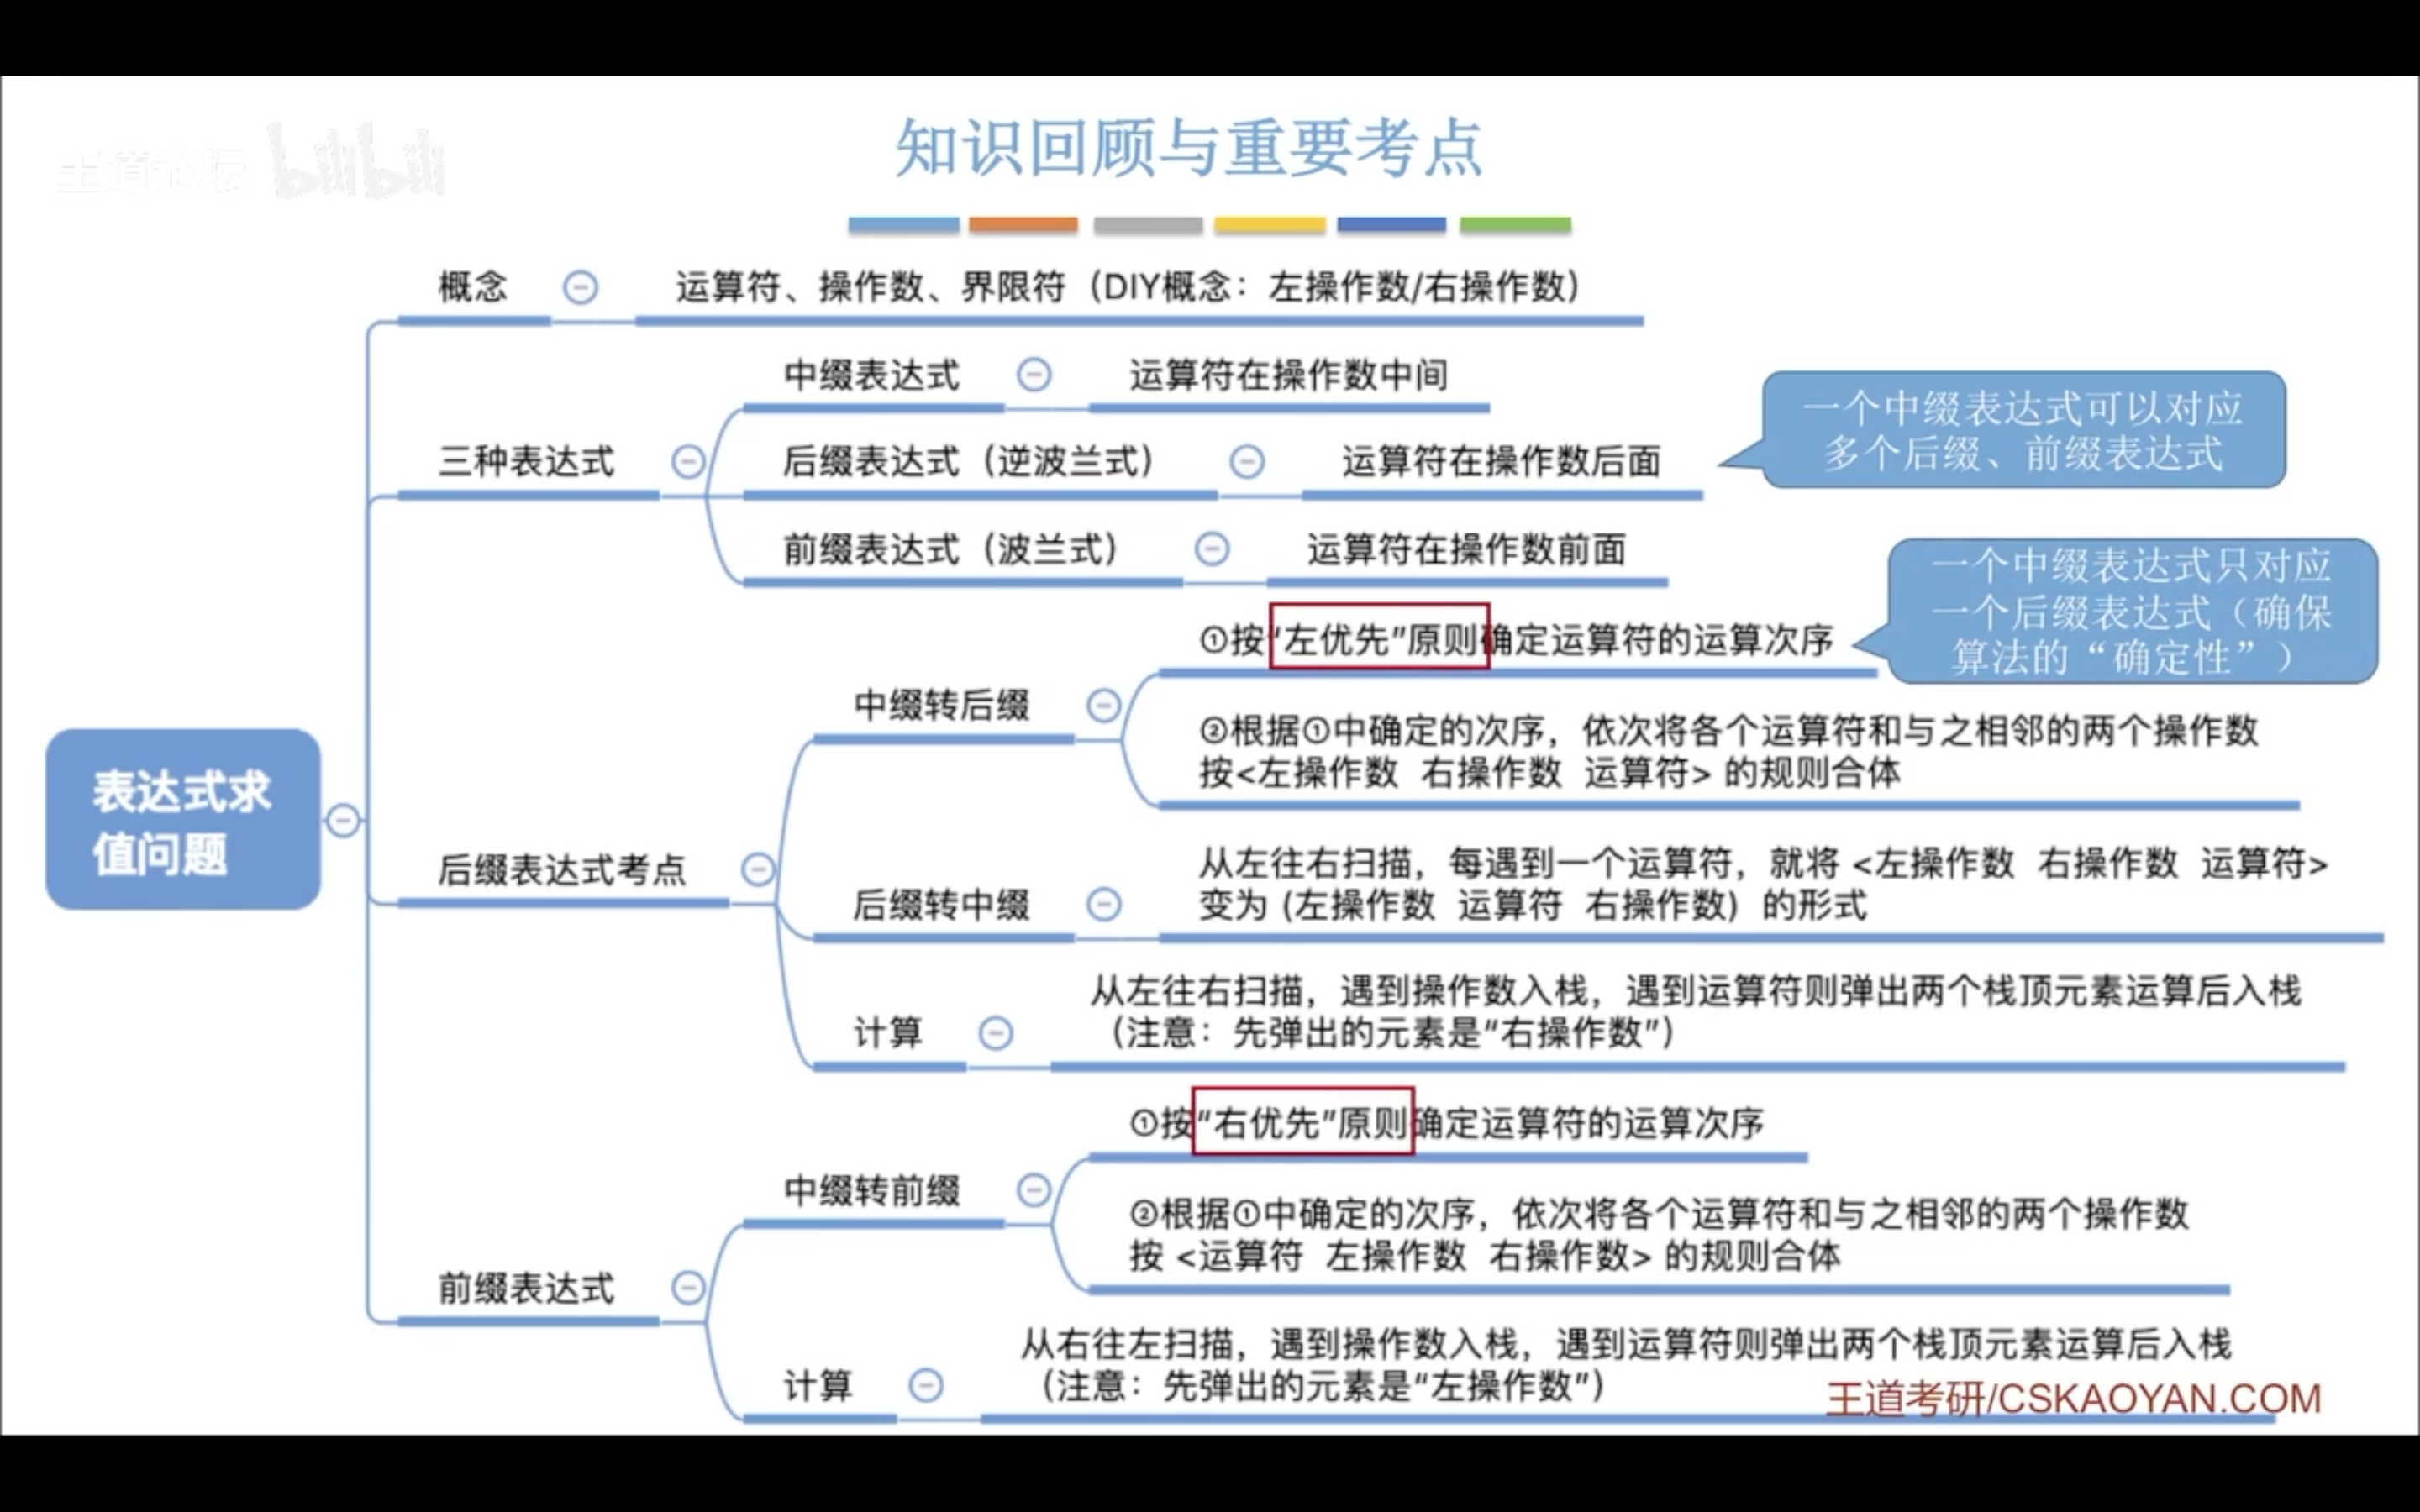 王道论坛 bilibili
知识回顾与重要考点
概念
运算符、操作数、界限符（DIY概念：左操作数/右操作数）
三种表达式
中缀表达式
运算符在操作数中间
后缀表达式（逆波兰式）
运算符在操作数后面
一个中缀表达式可以对应
多个后缀、前缀表达式
前缀表达式（波兰式）
运算符在操作数前面
表达式求
值问题
后缀表达式考点
中缀转后缀
①按“左优先”原则确定运算符的运算次序
一个中缀表达式只对应
一个后缀表达式（确保
算法的“确定性”）
②根据①中确定的次序，依次将各个运算符和与之相邻的两个操作数
按<左操作数 右操作数 运算符> 的规则合体
后缀转中缀
从左往右扫描，每遇到一个运算符，就将 <左操作数 右操作数 运算符>
变为 (左操作数 运算符 右操作数) 的形式
计算
从左往右扫描，遇到操作数入栈，遇到运算符则弹出两个栈顶元素运算后入栈
（注意：先弹出的元素是“右操作数”）
前缀表达式
中缀转前缀
①按“右优先”原则确定运算符的运算次序
②根据①中确定的次序，依次将各个运算符和与之相邻的两个操作数
按 <运算符 左操作数 右操作数> 的规则合体
计算
从右往左扫描，遇到操作数入栈，遇到运算符则弹出两个栈顶元素运算后入栈
（注意：先弹出的元素是“左操作数”）
王道考研/CSKAOYAN.COM